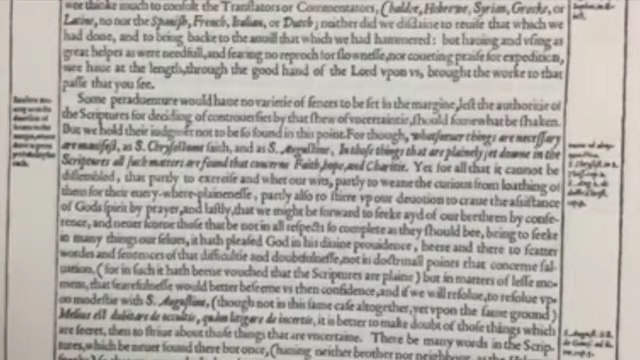 wee thinke much to consult the Translators or Commentators, Chaldee, Hebrewe, Syrian, Greeke, or
Latine, no nor the Spanish, French, Italian, or Dutch; neither did we disdaine to reuise that which we
had done, and to bring backe to the anuill that which we had hammered: but hauing and vsing as
great helpes as were needfull, and fearing no reproch for slownesse, nor coueting praise for expedition,
wee haue at the length, through the good hand of the Lord vpon vs, brought the worke to that
passe that you see.
Some peraduenture would haue no varietie of sences to be set in the margine, lest the authoritie of
the Scriptures for deciding of controuersies by that shew of vncertaintie, should somewhat be shaken.
But we hold their iudgmēt not to be so found in this point. For though, whatsoeuer things are necessary
are manifest, as S. Chrysostome saith, and as S. Augustine, In those things that are plainely set downe in the
Scriptures all such matters are found that concerne Faith, hope, and Charitie. Yet for all that it cannot be
dissembled, that partly to exercise and whet our wits, partly to weane the curious from loathing of
them for their euery-where-plainenesse, partly also to stirre vp our deuotion to craue the assistance
of Gods spirit by prayer, and lastly, that we might be forward to seeke ayd of our brethren by confe-
rence, and neuer scorne those that be not in all respects so complete as they should bee, being to seeke
in many things our selues, it hath pleased God in his diuine prouidence, heere and there to scatter
wordes and sentences of that difficultie and doubtfulnesse, not in doctrinall points that concerne sal-
uation, (for in such it hath beene vouched that the Scriptures are plaine) but in matters of lesse mo-
ment, that fearefulnesse would better beseeme vs then confidence, and if we will resolue, to resolue vp-
on modestie with S. Augustine, (though not in this same case altogether, yet vpon the same ground)
Melius est dubitare de occultis, quàm litigare de incertis, it is better to make doubt of those things which
are secret, then to striue about those things that are vncertaine. There be many words in the Scrip-
tures, which be neuer found there but once, (hauing neither brother nor neighbour,